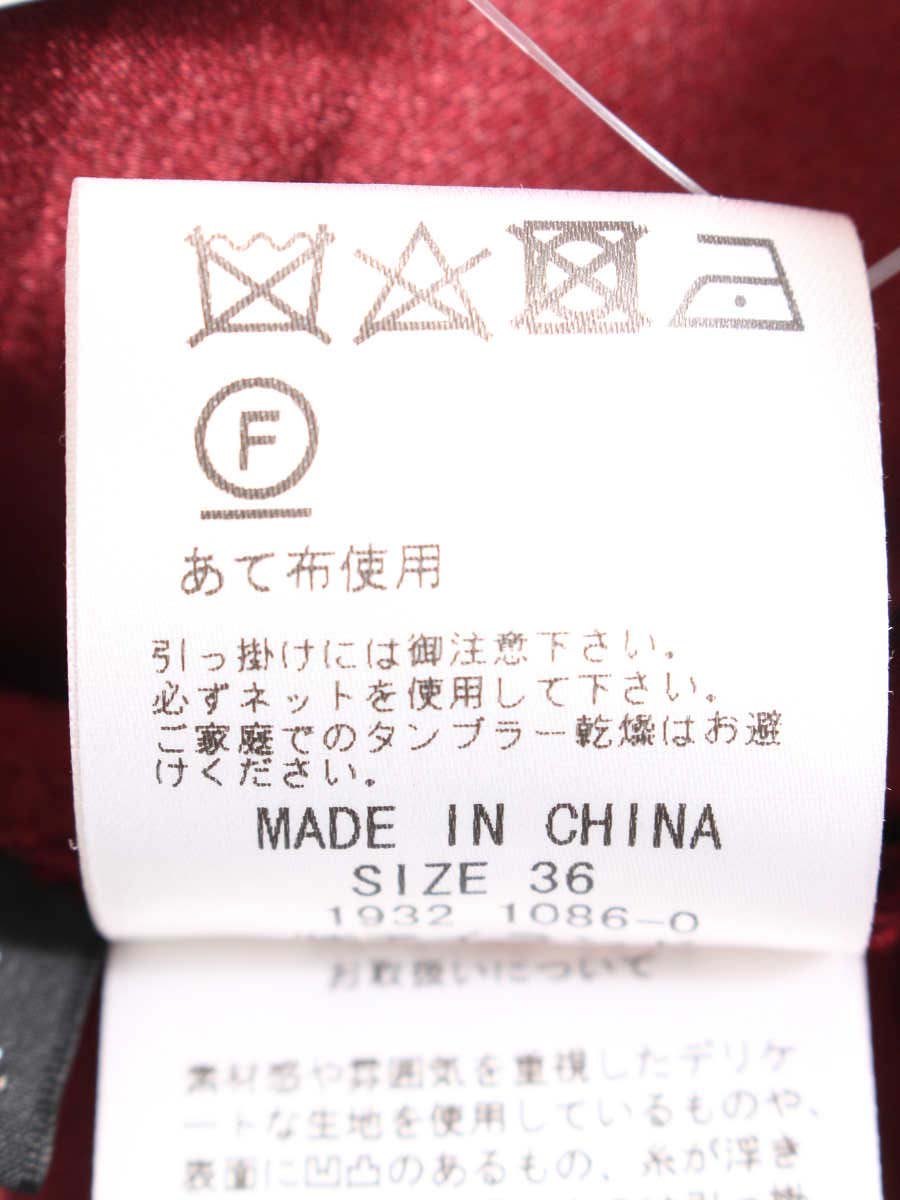 F
あて布使用
引っ掛けには御注意下さい。
必ずネットを使用して下さい。
ご家庭でのタンブラー乾燥はお避
けください。
MADE IN CHINA
SIZE 36
1932 1086-0
お取扱いについて
素材感や雰囲気を重視したデリケ
ートな生地を使用しているものや、
表面に凹凸のあるもの、糸が浮き